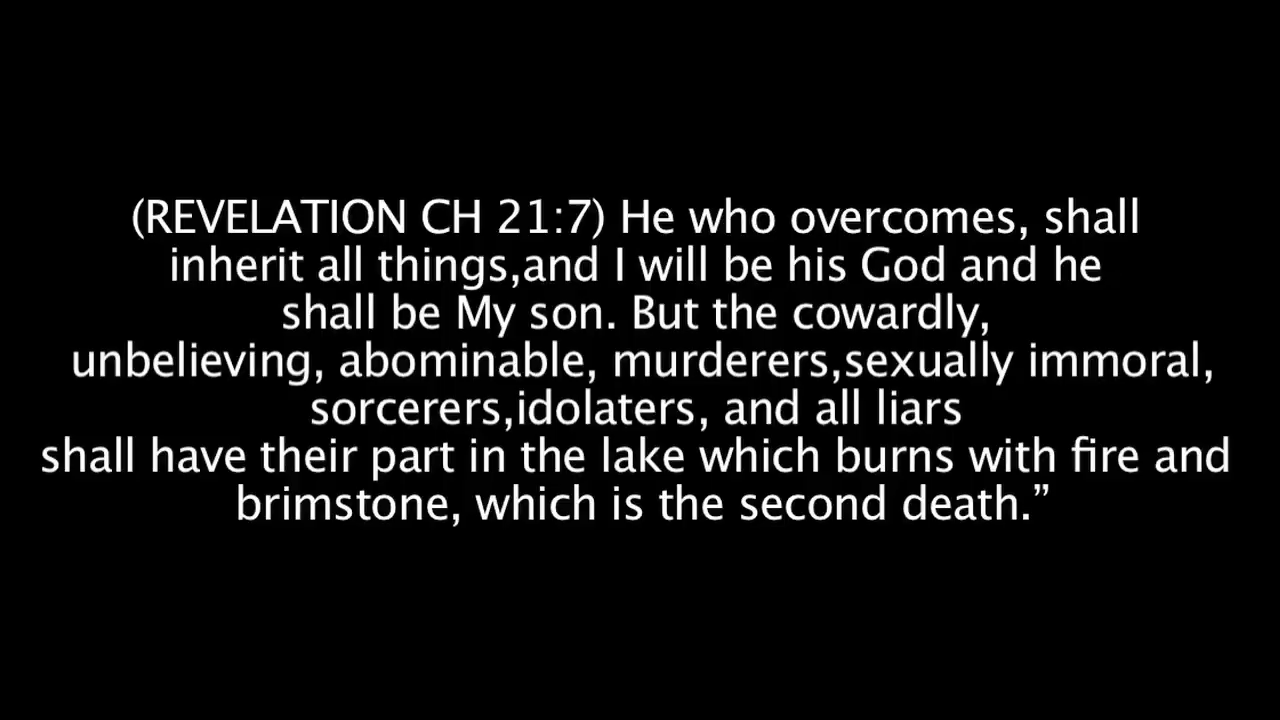 (REVELATION CH 21:7) He who overcomes, shall
inherit all things,and I will be his God and he
shall be My son. But the cowardly,
unbelieving, abominable, murderers,sexually immoral,
sorcerers,idolaters, and all liars
shall have their part in the lake which burns with fire and
brimstone, which is the second death.”